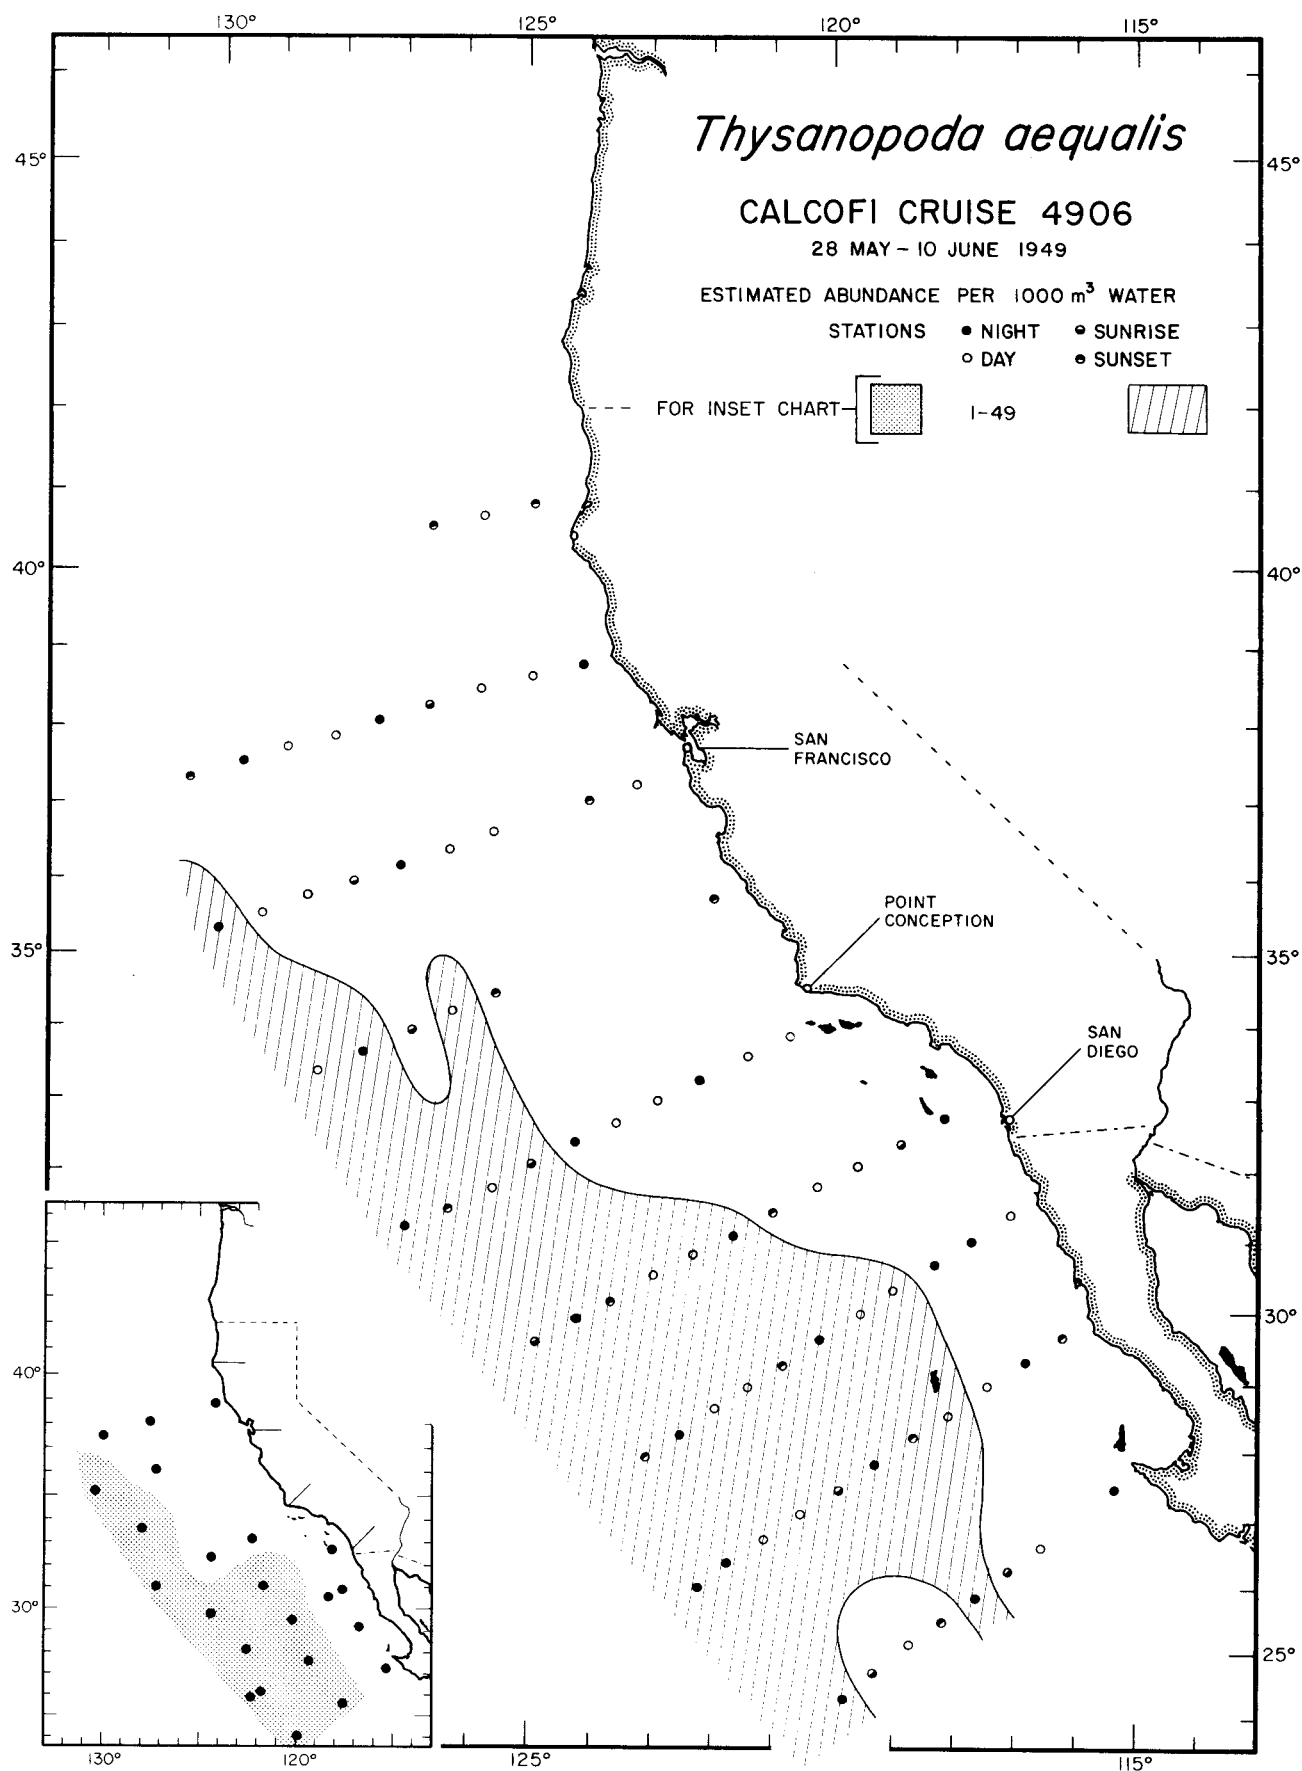 130° 125° 120° 115°
Thysanopoda aequalis
45° 45°
CALCOFI CRUISE 4906
28 MAY – 10 JUNE 1949
ESTIMATED ABUNDANCE PER 1000 m³ WATER
STATIONS ● NIGHT SUNRISE
○ DAY SUNSET
FOR INSET CHART 1-49
40° 40°
SAN
FRANCISCO
POINT
CONCEPTION
35° 35°
SAN
DIEGO
30°
40°
30°
25°
130° 120° 125° 115°